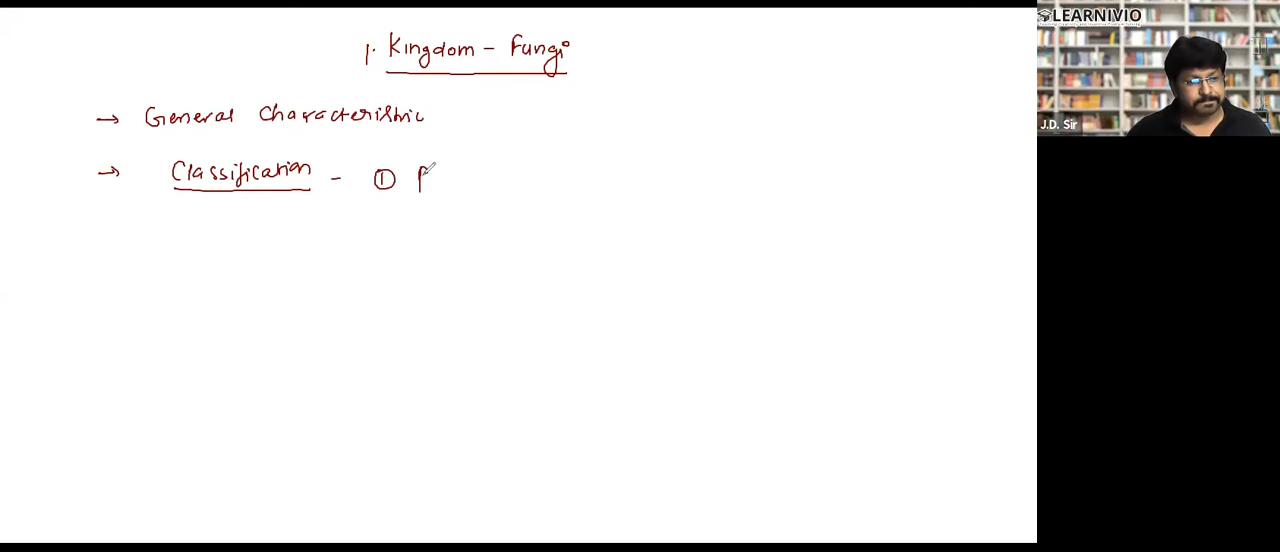 1. Kingdom - Fungi
→ General Characteristic
→ Classification - ①
LEARNIVIO
J.D. Sir